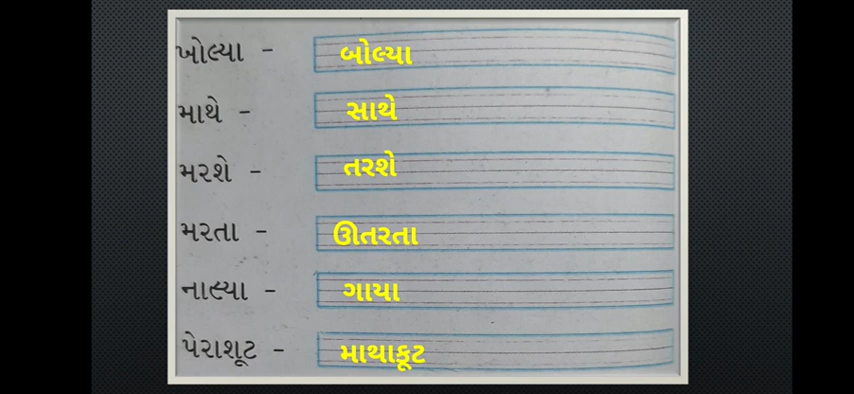 ખોલ્યા - બોલ્યા
માથે - સાથે
મરશે - તરશે
મરતા - ઊતરતા
નાહ્યા - ગાયા
પેરાશૂટ - માથાકૂટ